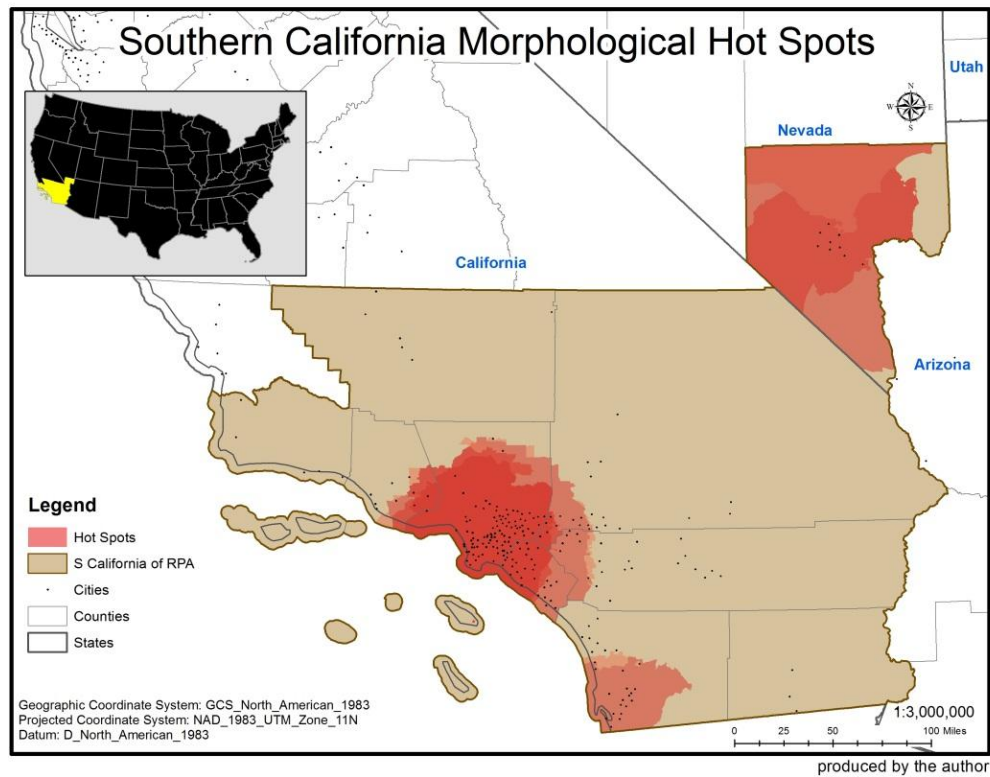 Southern California Morphological Hot Spots
Utah
N
W E
S
Nevada
California
Arizona
Legend
Hot Spots
S California of RPA
Cities
Counties
States
Geographic Coordinate System: GCS_North_American_1983
Projected Coordinate System: NAD_1983_UTM_Zone_11N
Datum: D_North_American_1983
1:3,000,000
0 25 50 100 Miles
produced by the author